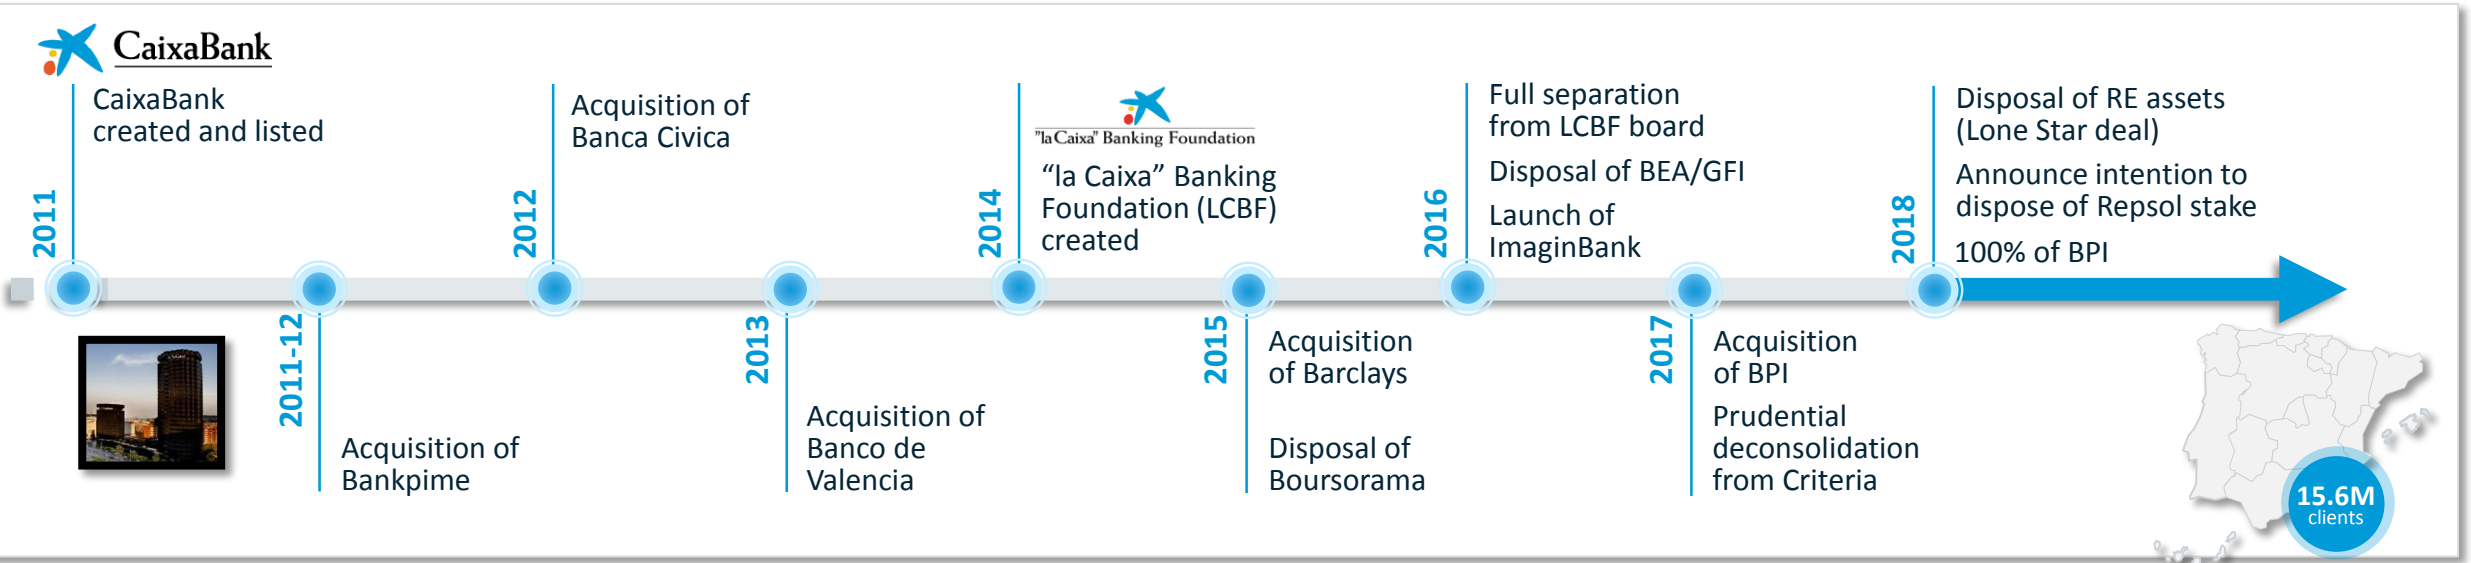 CaixaBank
2011
CaixaBank
created and listed
2011-12
Acquisition of
Bankpime
2012
Acquisition of
Banca Civica
2013
Acquisition of
Banco de
Valencia
2014
"la Caixa" Banking Foundation
“la Caixa” Banking
Foundation (LCBF)
created
2015
Acquisition
of Barclays
Disposal of
Boursorama
2016
Full separation
from LCBF board
Disposal of BEA/GFI
Launch of
ImaginBank
2017
Acquisition
of BPI
Prudential
deconsolidation
from Criteria
2018
Disposal of RE assets
(Lone Star deal)
Announce intention to
dispose of Repsol stake
100% of BPI
15.6M
clients